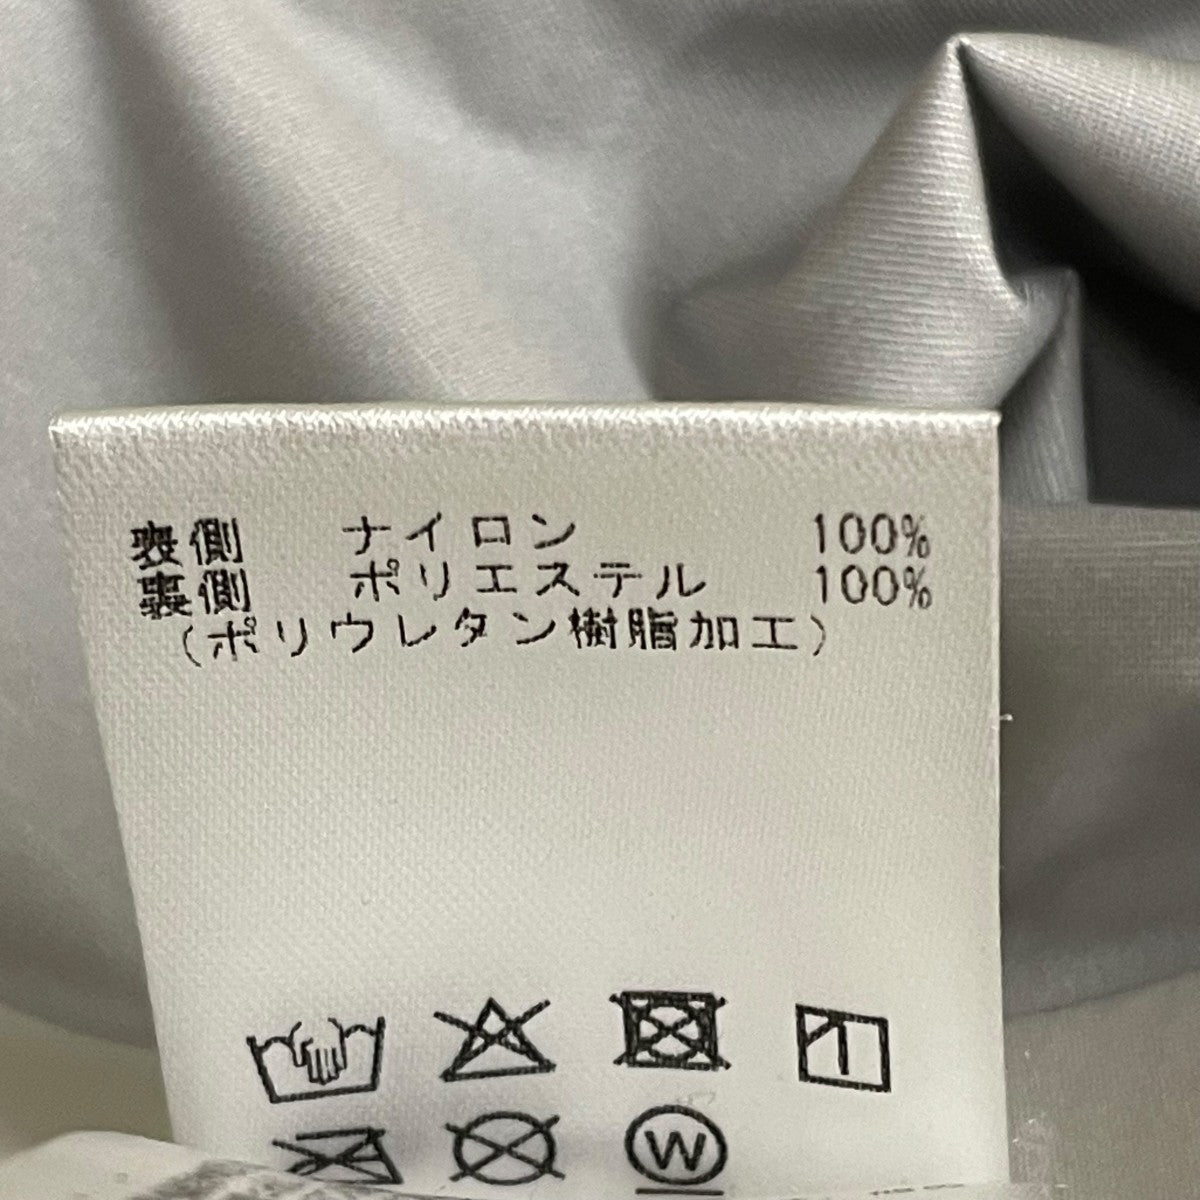 表側 ナイロン 100%
裏側 ポリエステル 100%
(ポリウレタン樹脂加工)
W